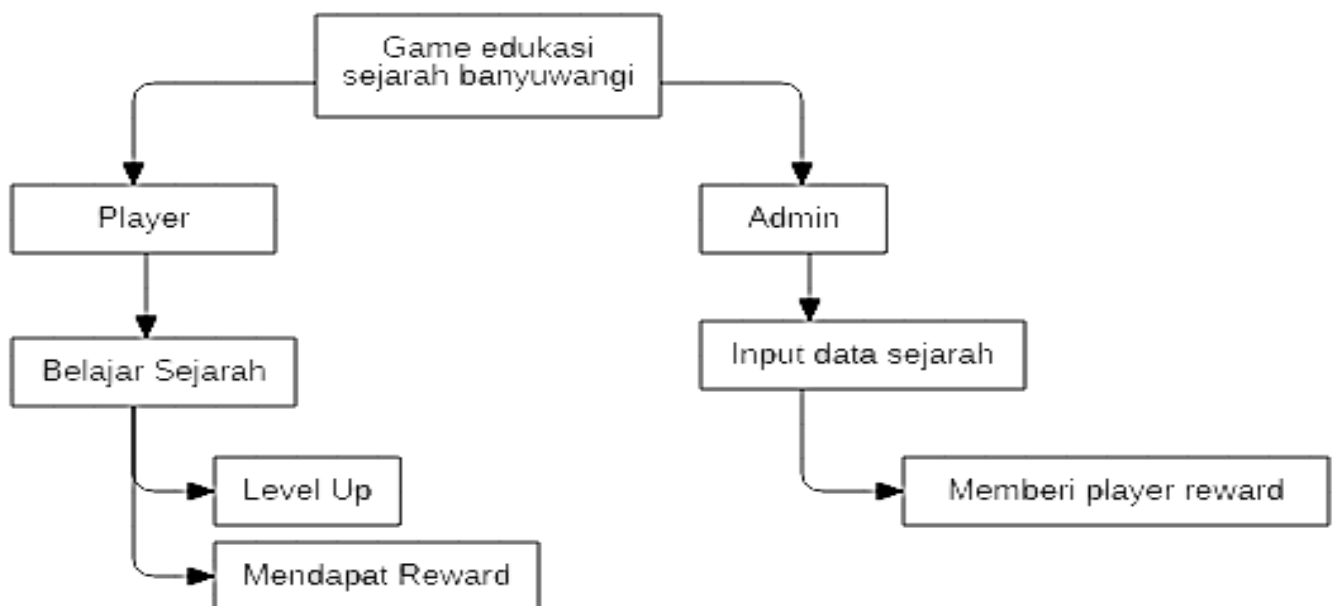 Game edukasi
sejarah banyuwangi
Player
Admin
Belajar Sejarah
Input data sejarah
Level Up
Memberi player reward
Mendapat Reward